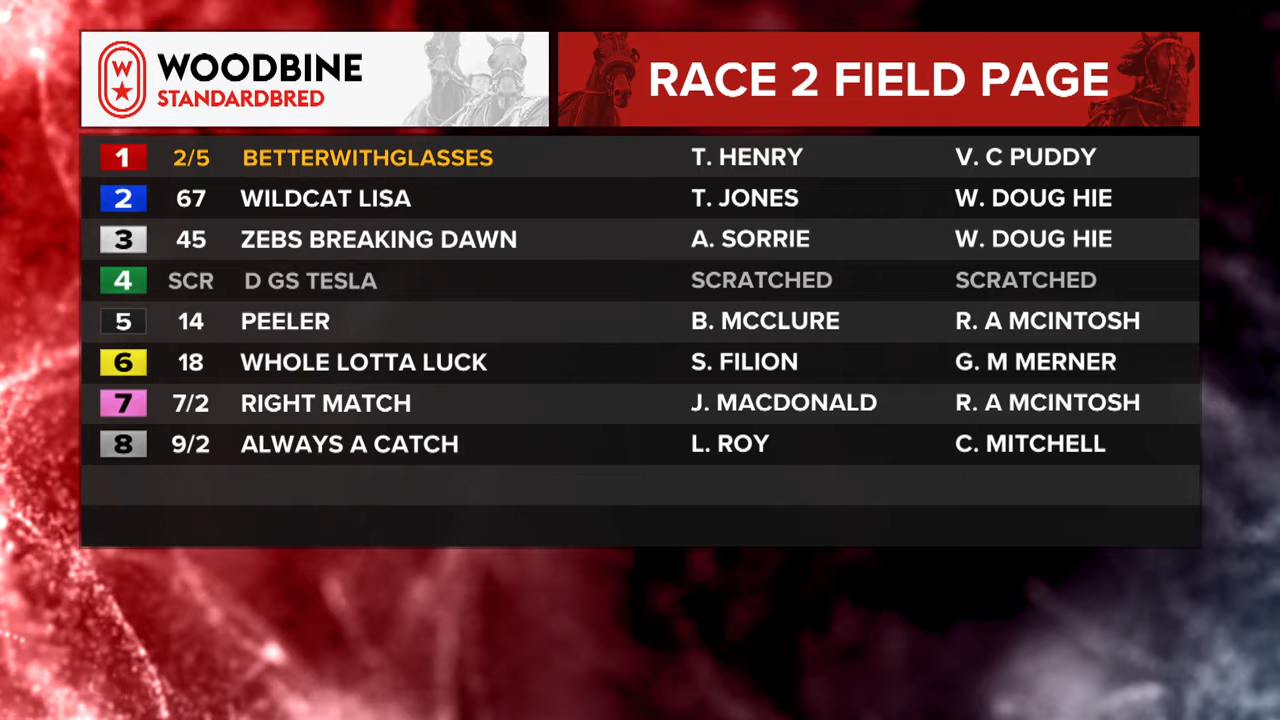 W WOODBINE
STANDARDBRED
RACE 2 FIELD PAGE
1 2/5 BETTERWITHGLASSES T. HENRY V. C PUDDY
2 67 WILDCAT LISA T. JONES W. DOUG HIE
3 45 ZEBS BREAKING DAWN A. SORRIE W. DOUG HIE
4 SCR D GS TESLA SCRATCHED SCRATCHED
5 14 PEELER B. MCCLURE R. A MCINTOSH
6 18 WHOLE LOTTA LUCK S. FILION G. M MERNER
7 7/2 RIGHT MATCH J. MACDONALD R. A MCINTOSH
8 9/2 ALWAYS A CATCH L. ROY C. MITCHELL